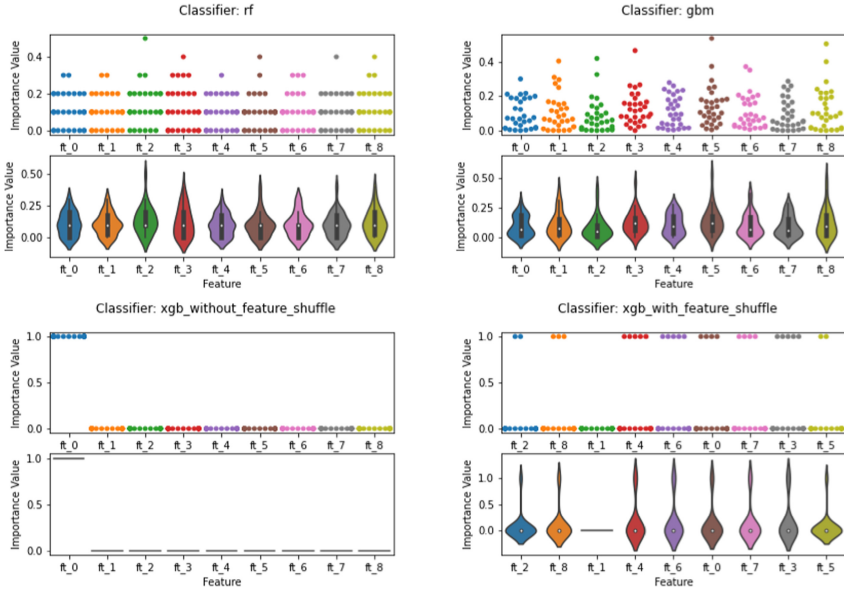 Classifier: rf
Importance Value
0.4
0.2
0.0
ft_0 ft_1 ft_2 ft_3 ft_4 ft_5 ft_6 ft_7 ft_8
Importance Value
0.50
0.25
0.00
ft_0 ft_1 ft_2 ft_3 ft_4 ft_5 ft_6 ft_7 ft_8
Feature
Classifier: gbm
Importance Value
0.4
0.2
0.0
ft_0 ft_1 ft_2 ft_3 ft_4 ft_5 ft_6 ft_7 ft_8
Importance Value
0.50
0.25
0.00
ft_0 ft_1 ft_2 ft_3 ft_4 ft_5 ft_6 ft_7 ft_8
Feature
Classifier: xgb_without_feature_shuffle
Importance Value
1.0
0.5
0.0
ft_0 ft_1 ft_2 ft_3 ft_4 ft_5 ft_6 ft_7 ft_8
Importance Value
1.0
0.5
0.0
ft_0 ft_1 ft_2 ft_3 ft_4 ft_5 ft_6 ft_7 ft_8
Feature
Classifier: xgb_with_feature_shuffle
Importance Value
1.0
0.5
0.0
ft_2 ft_8 ft_1 ft_4 ft_6 ft_0 ft_7 ft_3 ft_5
Importance Value
1.0
0.5
0.0
ft_2 ft_8 ft_1 ft_4 ft_6 ft_0 ft_7 ft_3 ft_5
Feature